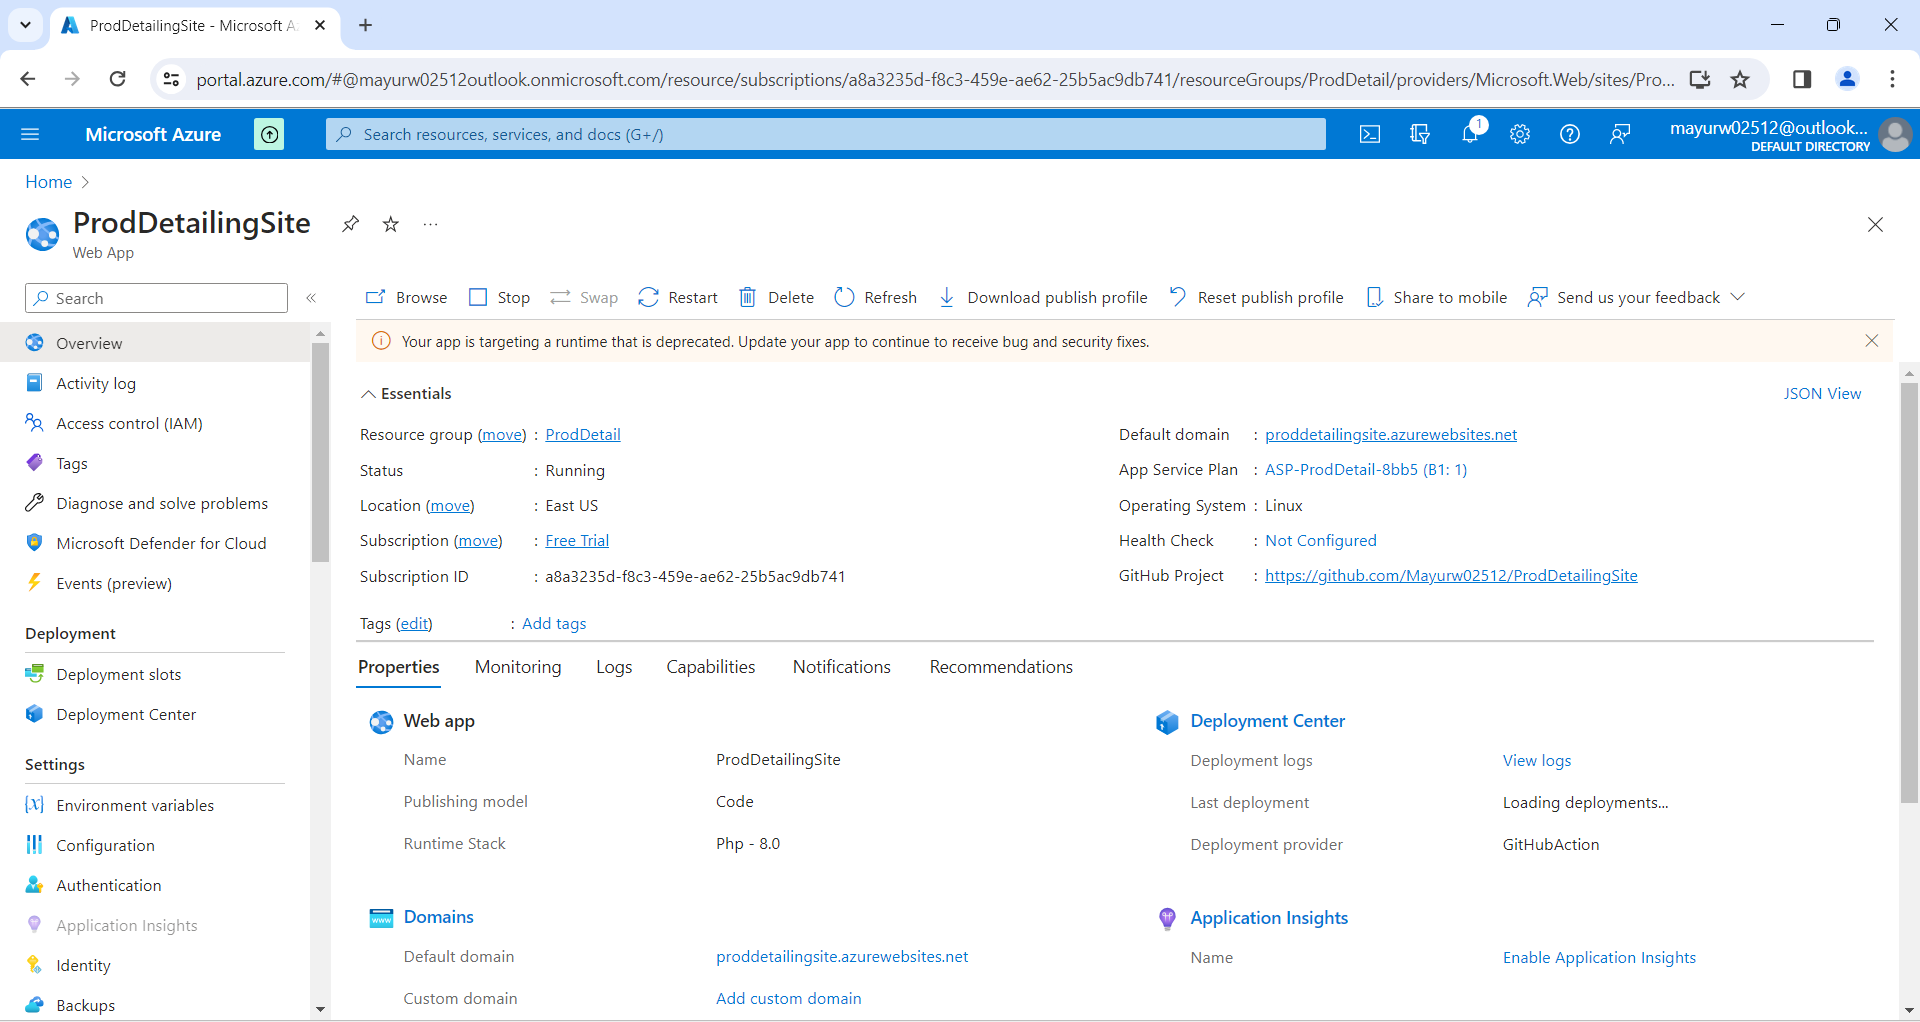 ProdDetailingSite - Microsoft Az
portal.azure.com/#@mayurw02512outlook.onmicrosoft.com/resource/subscriptions/a8a3235d-f8c3-459e-ae62-25b5ac9db741/resourceGroups/ProdDetail/providers/Microsoft.Web/sites/Pro...
Microsoft Azure
Search resources, services, and docs (G+/)
1
mayurw02512@outlook...
DEFAULT DIRECTORY
Home
ProdDetailingSite
Web App
Search
Browse
Stop
Swap
Restart
Delete
Refresh
Download publish profile
Reset publish profile
Share to mobile
Send us your feedback
Your app is targeting a runtime that is deprecated. Update your app to continue to receive bug and security fixes.
Overview
Activity log
Access control (IAM)
Tags
Diagnose and solve problems
Microsoft Defender for Cloud
Events (preview)
Deployment
Deployment slots
Deployment Center
Settings
Environment variables
Configuration
Authentication
Application Insights
Identity
Backups
Essentials
JSON View
Resource group (move) : ProdDetail
Status : Running
Location (move) : East US
Subscription (move) : Free Trial
Subscription ID : a8a3235d-f8c3-459e-ae62-25b5ac9db741
Default domain : proddetailingsite.azurewebsites.net
App Service Plan : ASP-ProdDetail-8bb5 (B1: 1)
Operating System : Linux
Health Check : Not Configured
GitHub Project : https://github.com/Mayurw02512/ProdDetailingSite
Tags (edit) : Add tags
Properties
Monitoring
Logs
Capabilities
Notifications
Recommendations
Web app
Name ProdDetailingSite
Publishing model Code
Runtime Stack Php - 8.0
Deployment Center
Deployment logs View logs
Last deployment Loading deployments...
Deployment provider GitHubAction
Domains
Default domain proddetailingsite.azurewebsites.net
Custom domain Add custom domain
Application Insights
Name Enable Application Insights